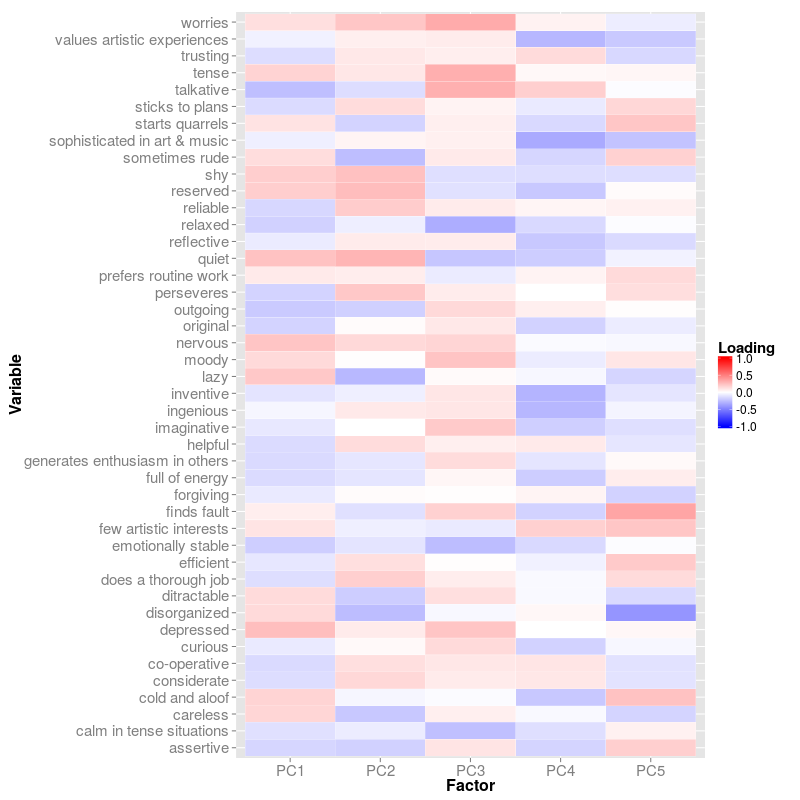 worries
values artistic experiences
trusting
tense
talkative
sticks to plans
starts quarrels
sophisticated in art & music
sometimes rude
shy
reserved
reliable
relaxed
reflective
quiet
prefers routine work
perseveres
outgoing
original
nervous
moody
lazy
inventive
ingenious
imaginative
helpful
generates enthusiasm in others
full of energy
forgiving
finds fault
few artistic interests
emotionally stable
efficient
does a thorough job
ditractable
disorganized
depressed
curious
co-operative
considerate
cold and aloof
careless
calm in tense situations
assertive
Variable
PC1 PC2 PC3 PC4 PC5
Factor
Loading
1.0
0.5
0.0
-0.5
-1.0